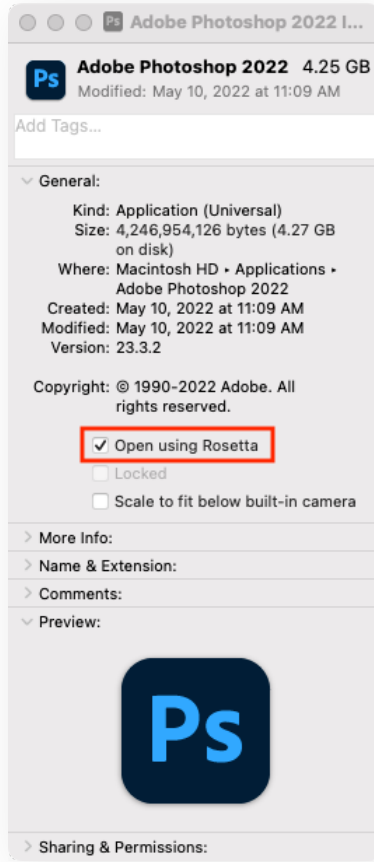 Ps Adobe Photoshop 2022 I...
Ps
Adobe Photoshop 2022 4.25 GB
Modified: May 10, 2022 at 11:09 AM
Add Tags...
General:
Kind: Application (Universal)
Size: 4,246,954,126 bytes (4.27 GB
on disk)
Where: Macintosh HD ▸ Applications ▸
Adobe Photoshop 2022
Created: May 10, 2022 at 11:09 AM
Modified: May 10, 2022 at 11:09 AM
Version: 23.3.2
Copyright: © 1990-2022 Adobe. All
rights reserved.
Open using Rosetta
Locked
Scale to fit below built-in camera
More Info:
Name & Extension:
Comments:
Preview:
Ps
Sharing & Permissions: